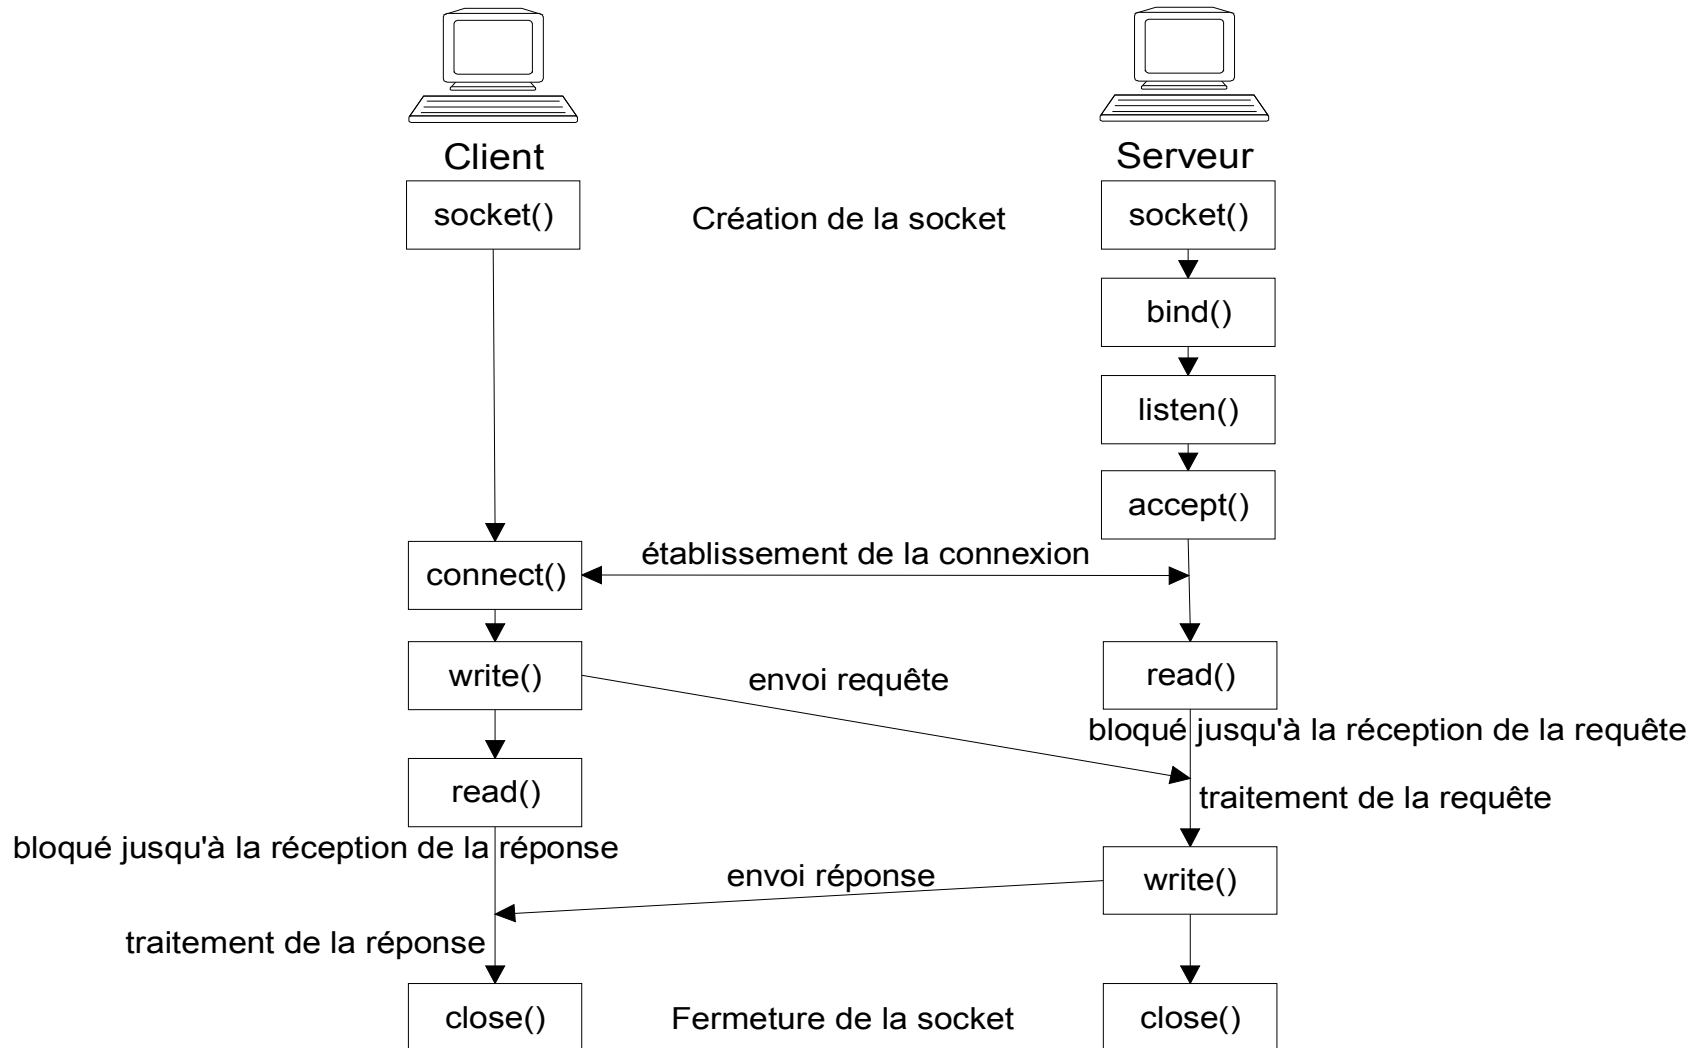 Client
Serveur
socket()
Création de la socket
socket()
bind()
listen()
accept()
établissement de la connexion
connect()
write()
envoi requête
read()
bloqué jusqu'à la réception de la requête
read()
traitement de la requête
bloqué jusqu'à la réception de la réponse
envoi réponse
write()
traitement de la réponse
close()
Fermeture de la socket
close()